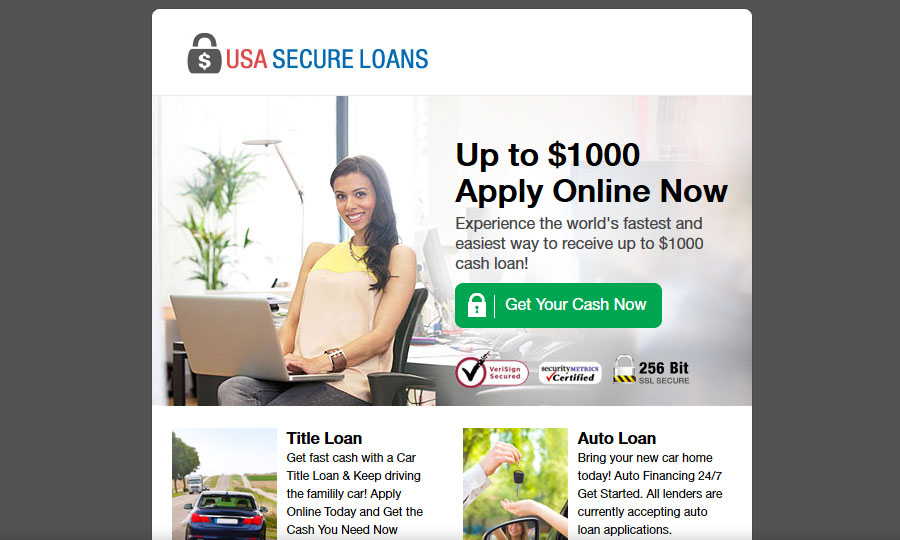 USA SECURE LOANS
Up to $1000
Apply Online Now
Experience the world's fastest and
easiest way to receive up to $1000
cash loan!
Get Your Cash Now
VeriSign
Secured
securityMETRICS
Certified
256 Bit
SSL SECURE
Title Loan
Get fast cash with a Car
Title Loan & Keep driving
the familily car! Apply
Online Today and Get the
Cash You Need Now
Auto Loan
Bring your new car home
today! Auto Financing 24/7
Get Started. All lenders are
currently accepting auto
loan applications.